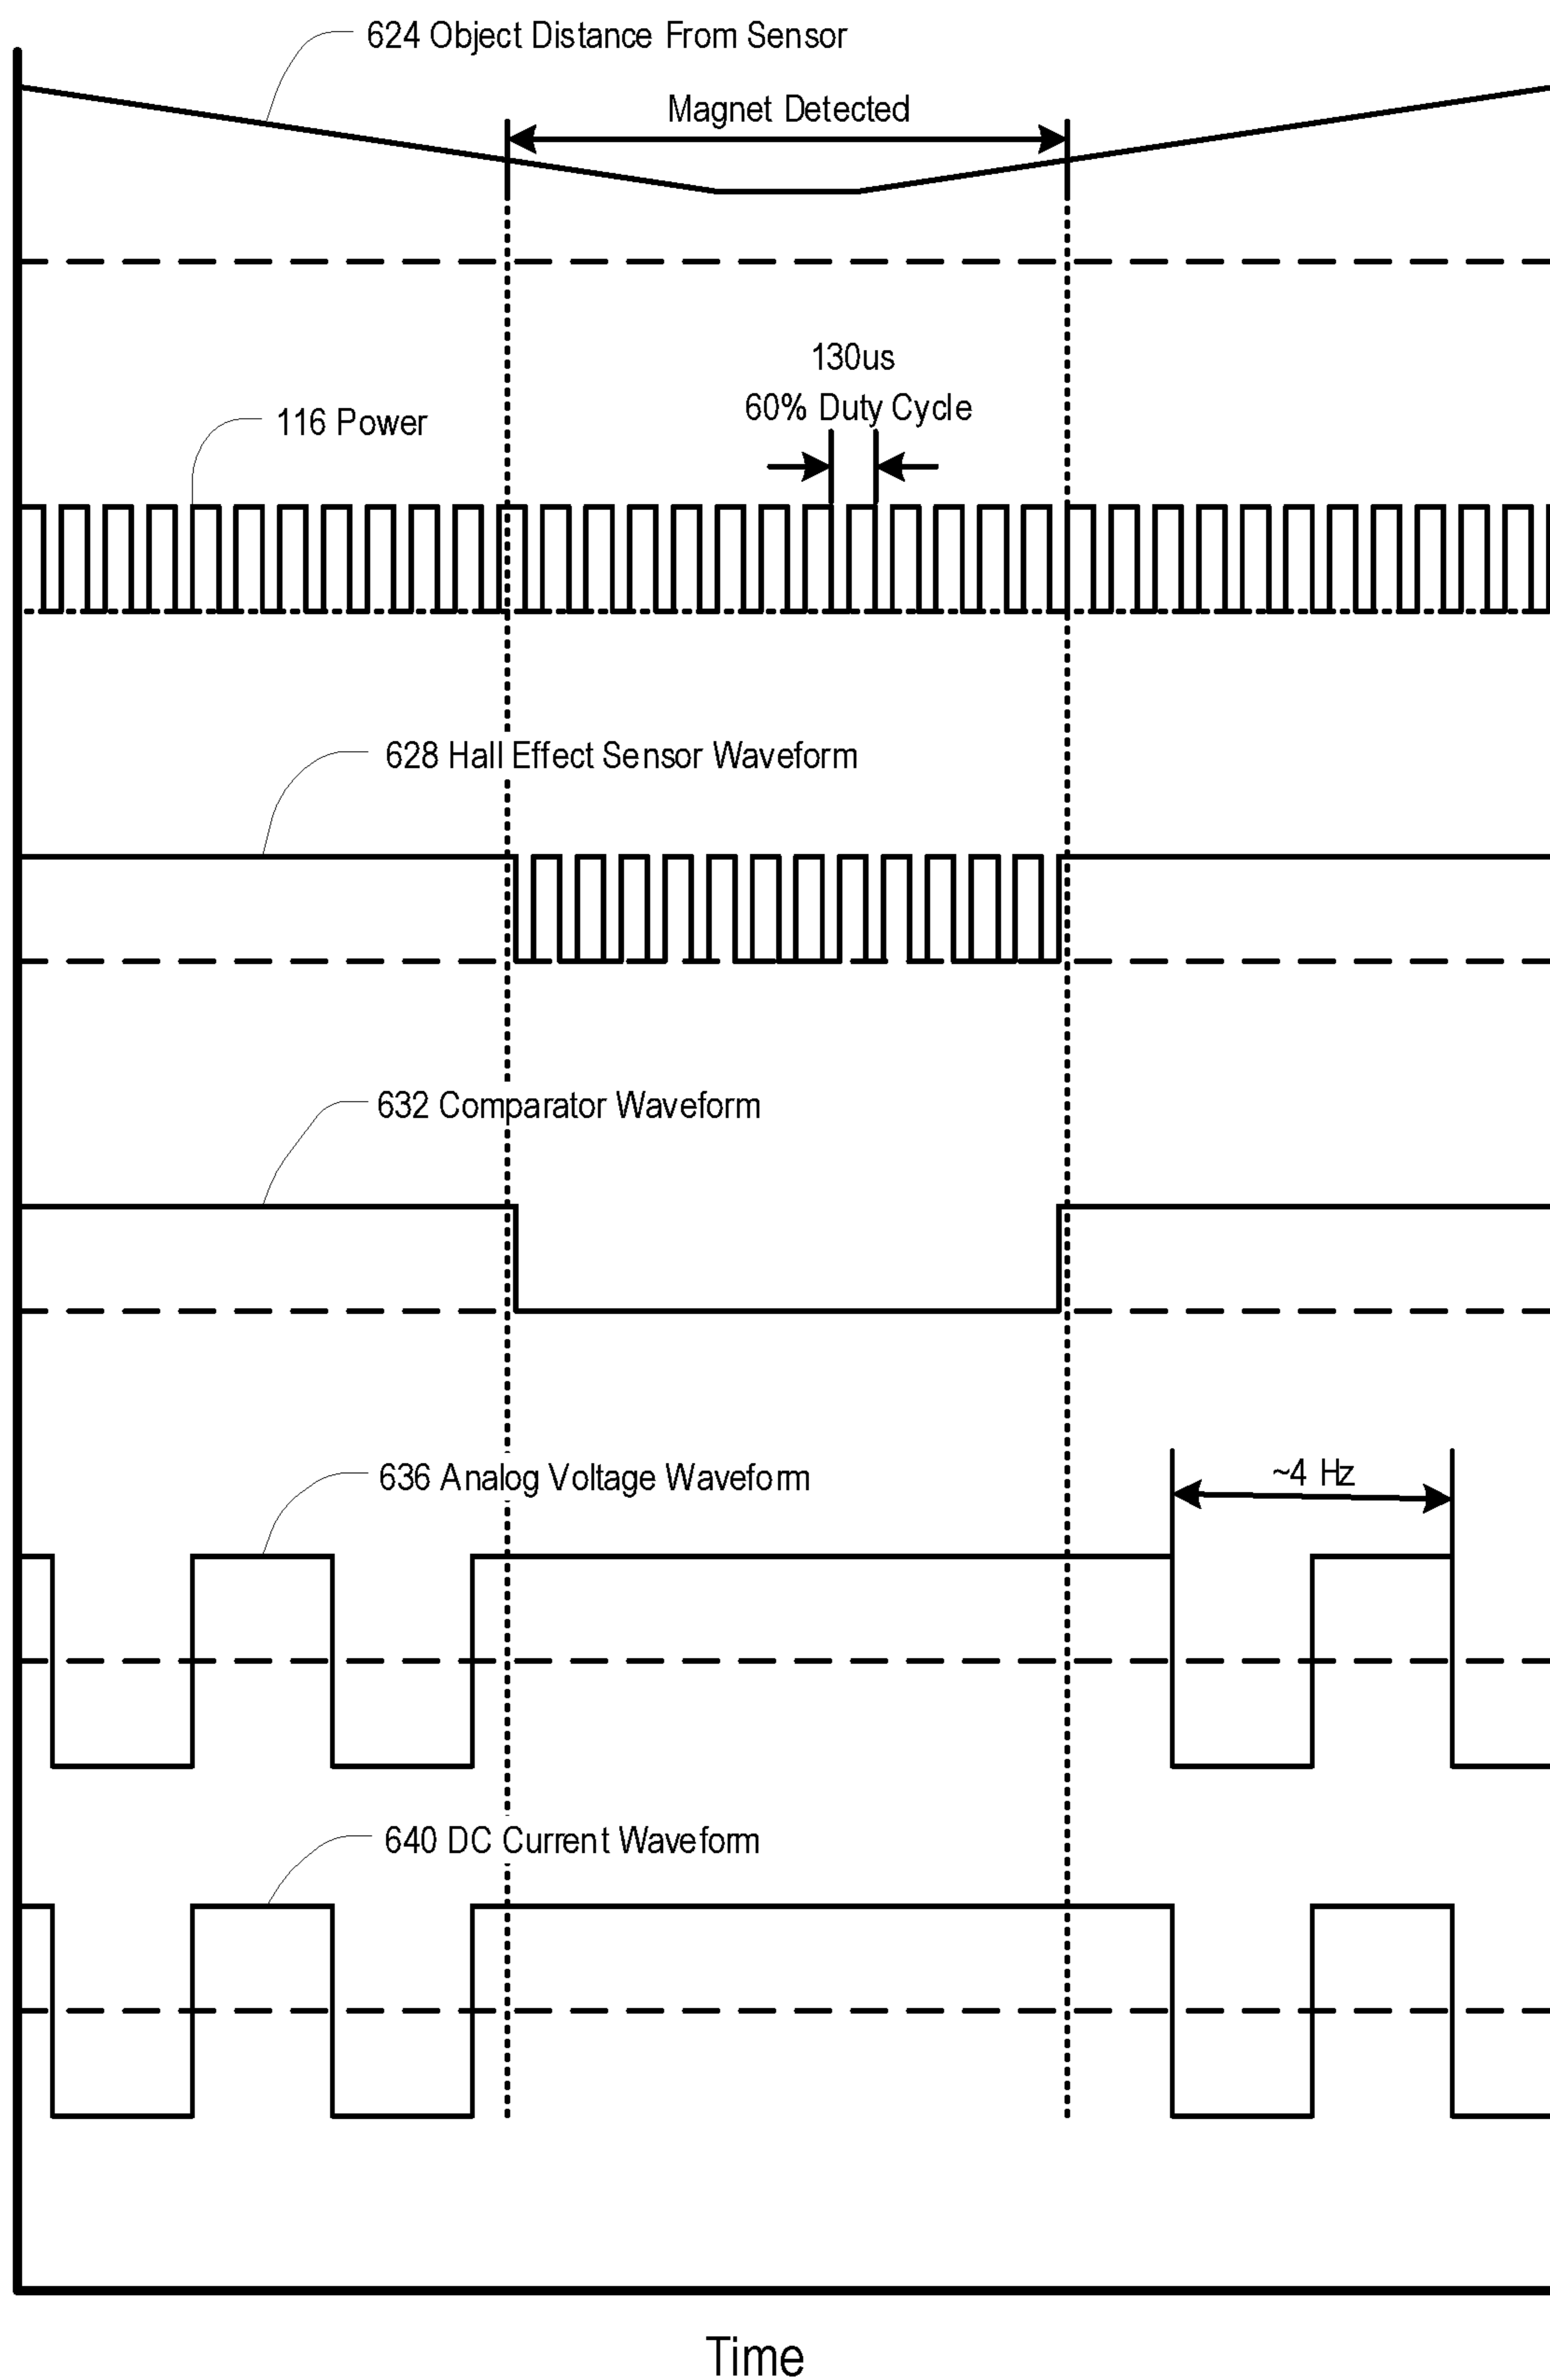 624 Object Distance From Sensor
Magnet Detected
130us
60% Duty Cycle
116 Power
628 Hall Effect Sensor Waveform
632 Comparator Waveform
636 Analog Voltage Waveform
~4 Hz
640 DC Current Waveform
Time